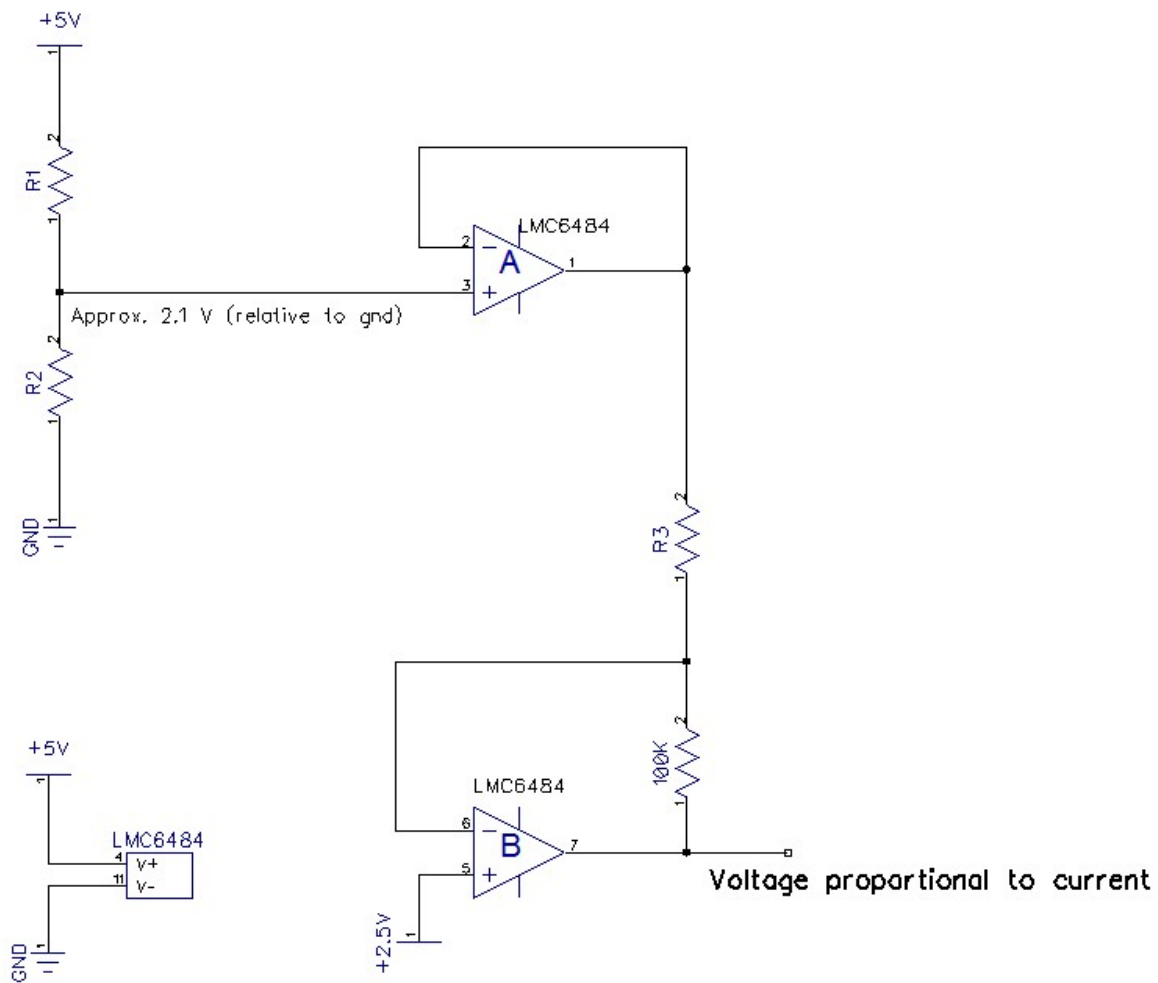 +5V
1
2
R1
1
LMC6484
2
−
A
1
3
+
Approx. 2.1 V (relative to gnd)
2
R2
1
1
GND
2
R3
1
2
100K
1
+5V
1
LMC6484
6
−
B
7
5
+
Voltage proportional to current
LMC6484
4
V+
11
V-
1
+2.5V
1
GND